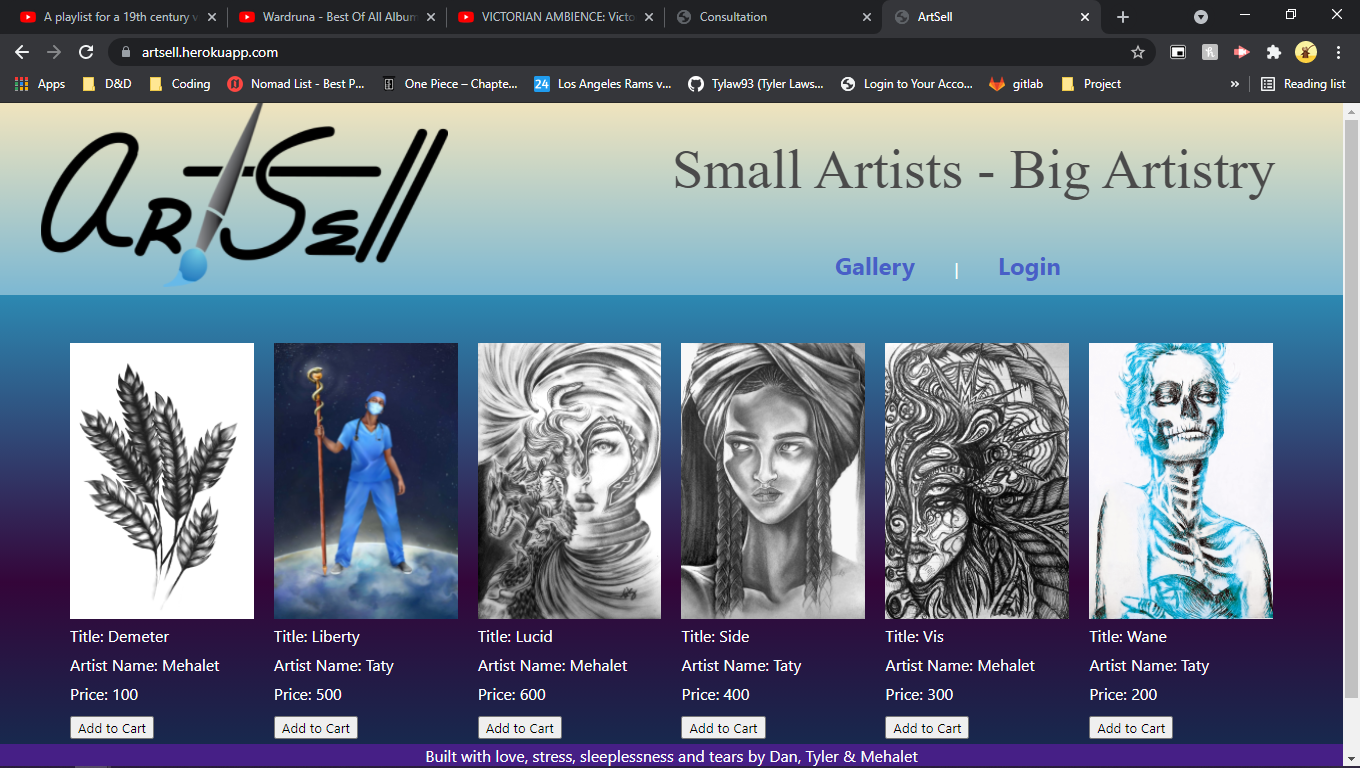 A playlist for a 19th century v
Wardruna - Best Of All Album
VICTORIAN AMBIENCE: Victo
Consultation
ArtSell
artsell.herokuapp.com
Apps
D&D
Coding
Nomad List - Best P...
One Piece – Chapte...
24
Los Angeles Rams v...
Tylaw93 (Tyler Laws...
Login to Your Acco...
gitlab
Project
»
Reading list
ArtSell
Small Artists - Big Artistry
Gallery | Login
Title: Demeter
Artist Name: Mehalet
Price: 100
Add to Cart
Title: Liberty
Artist Name: Taty
Price: 500
Add to Cart
Title: Lucid
Artist Name: Mehalet
Price: 600
Add to Cart
Title: Side
Artist Name: Taty
Price: 400
Add to Cart
Title: Vis
Artist Name: Mehalet
Price: 300
Add to Cart
Title: Wane
Artist Name: Taty
Price: 200
Add to Cart
Built with love, stress, sleeplessness and tears by Dan, Tyler & Mehalet